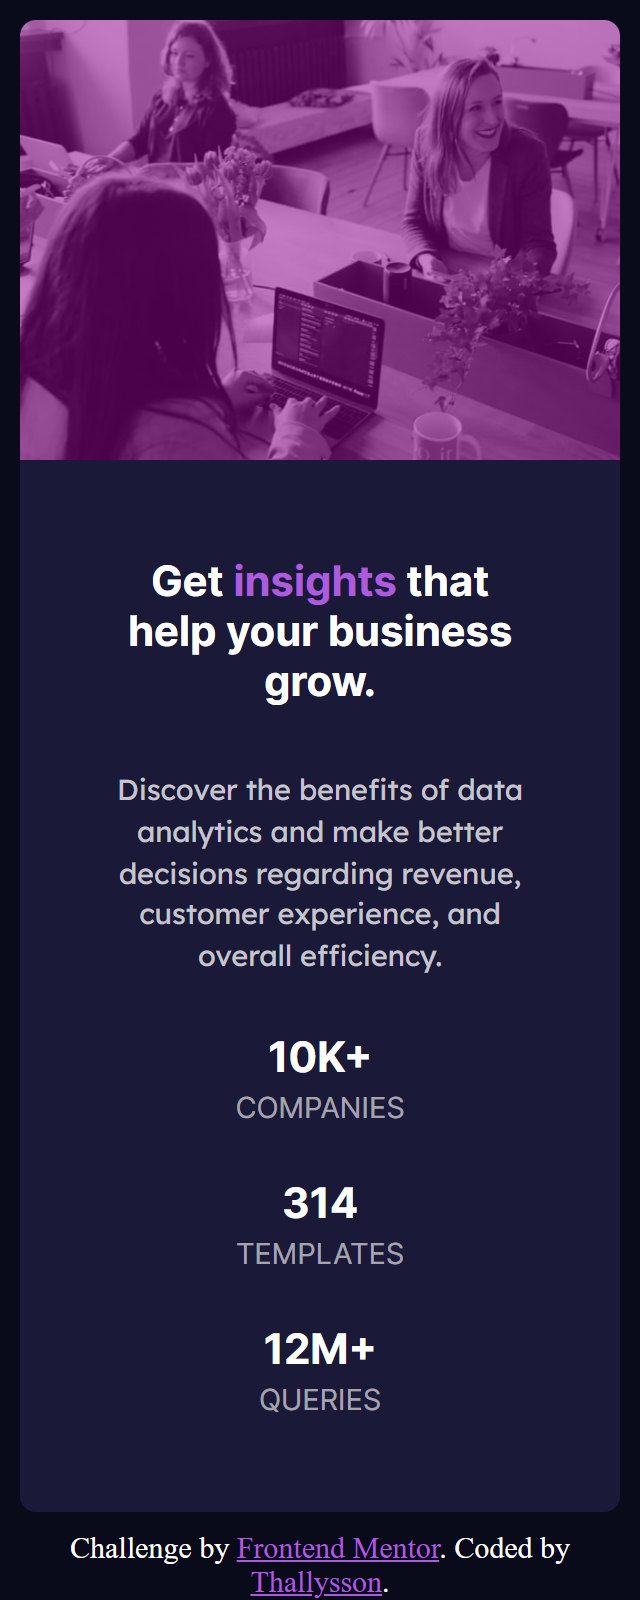 Get insights that
help your business
grow.
Discover the benefits of data
analytics and make better
decisions regarding revenue,
customer experience, and
overall efficiency.
10K+
COMPANIES
314
TEMPLATES
12M+
QUERIES
Challenge by Frontend Mentor. Coded by
Thallysson.